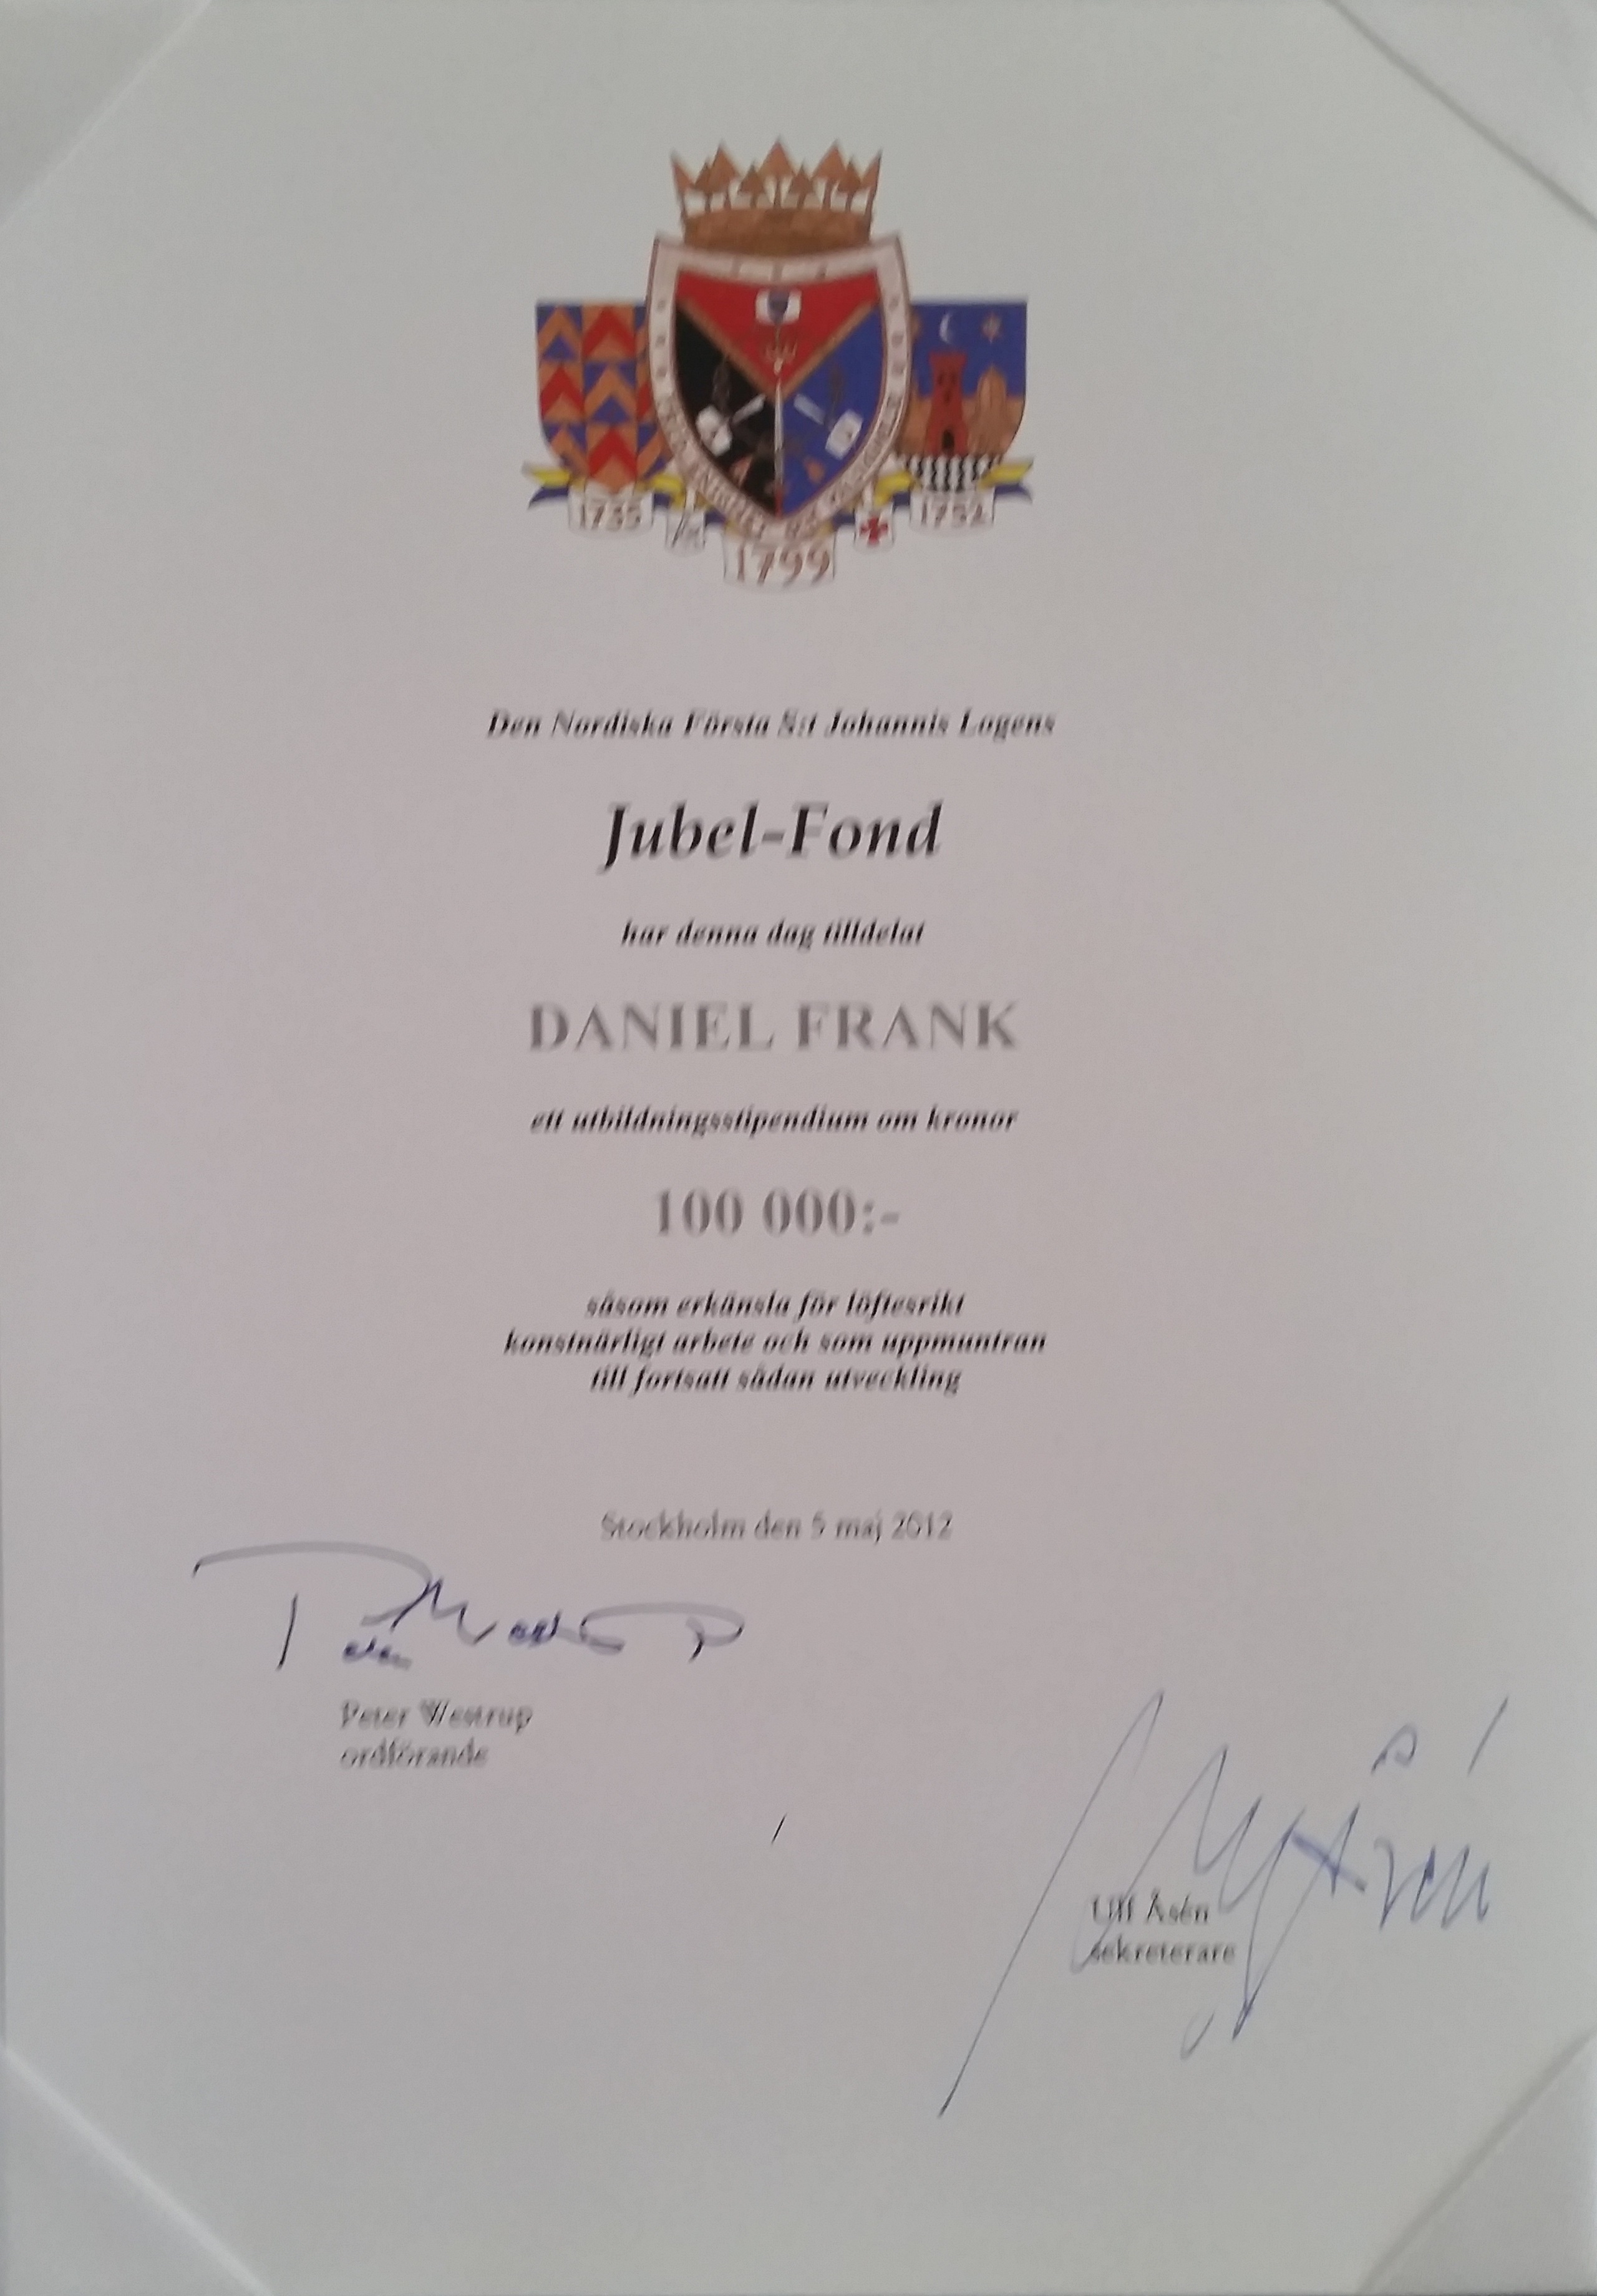 1735
1752
1799
Den Nordiska Första S:t Johannis Logens
Jubel-Fond
har denna dag tilldelat
DANIEL FRANK
ett utbildningsstipendium om kronor
100 000:-
såsom erkänsla för löftesrikt
konstnärligt arbete och som uppmuntran
till fortsatt sådan utveckling
Stockholm den 5 maj 2012
Peter Westrup
ordförande
Ulf Åsén
sekreterare